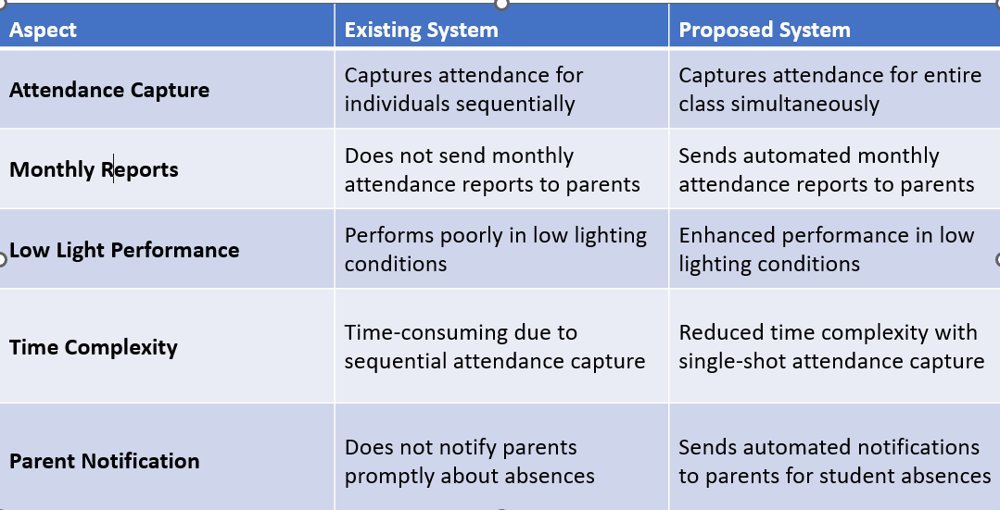 Aspect
Existing System
Proposed System
Attendance Capture
Captures attendance for
individuals sequentially
Captures attendance for entire
class simultaneously
Monthly Reports
Does not send monthly
attendance reports to parents
Sends automated monthly
attendance reports to parents
Low Light Performance
Performs poorly in low lighting
conditions
Enhanced performance in low
lighting conditions
Time Complexity
Time-consuming due to
sequential attendance capture
Reduced time complexity with
single-shot attendance capture
Parent Notification
Does not notify parents
promptly about absences
Sends automated notifications
to parents for student absences